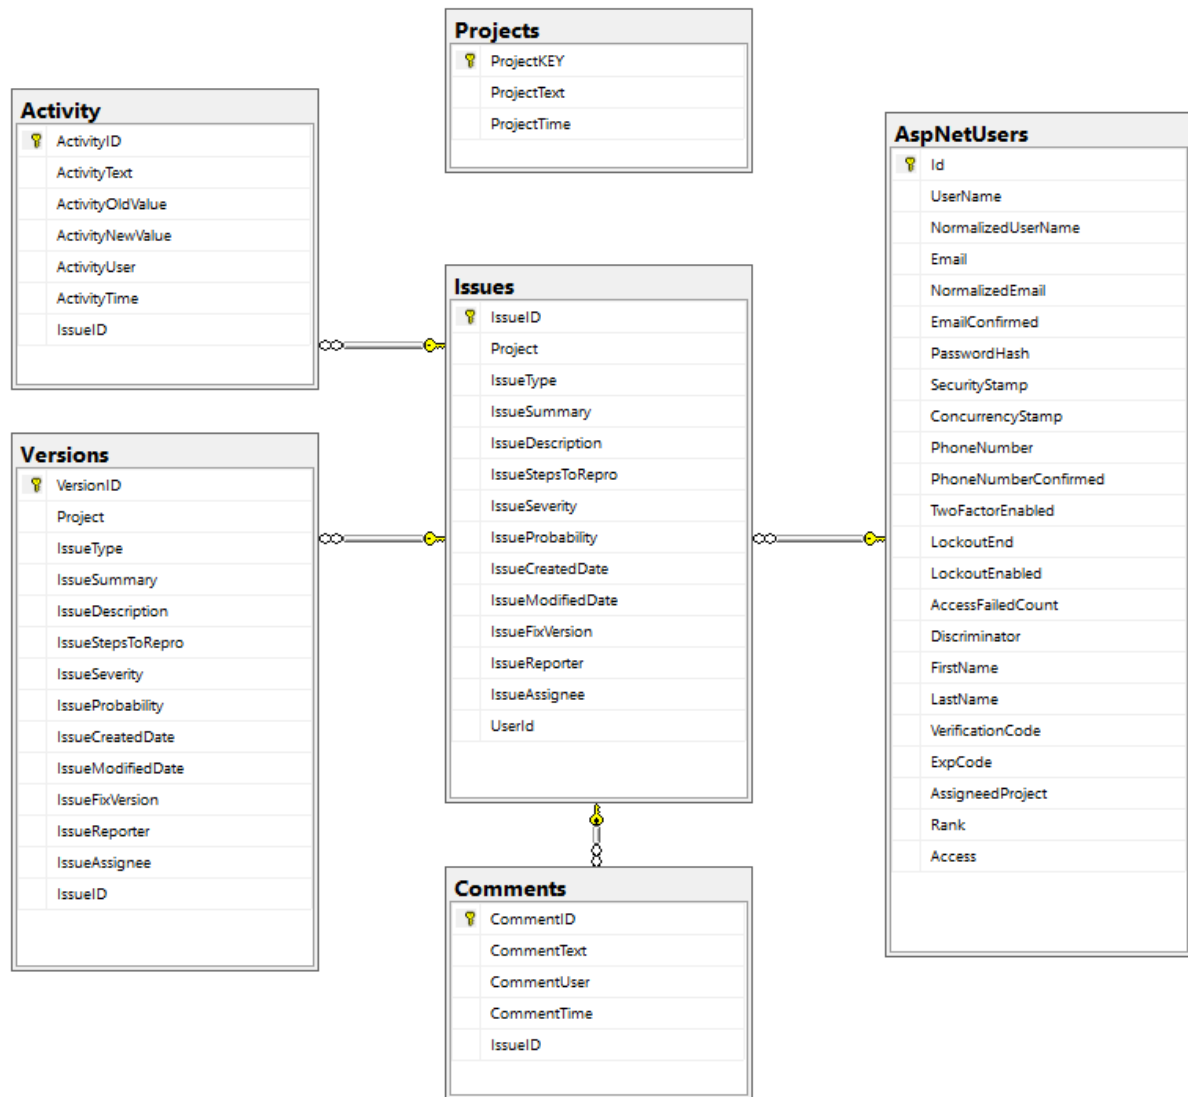 Projects
ProjectKEY
ProjectText
ProjectTime
Activity
ActivityID
ActivityText
ActivityOldValue
ActivityNewValue
ActivityUser
ActivityTime
IssueID
AspNetUsers
Id
UserName
NormalizedUserName
Email
NormalizedEmail
EmailConfirmed
PasswordHash
SecurityStamp
ConcurrencyStamp
PhoneNumber
PhoneNumberConfirmed
TwoFactorEnabled
LockoutEnd
LockoutEnabled
AccessFailedCount
Discriminator
FirstName
LastName
VerificationCode
ExpCode
AssigneedProject
Rank
Access
Issues
IssueID
Project
IssueType
IssueSummary
IssueDescription
IssueStepsToRepro
IssueSeverity
IssueProbability
IssueCreatedDate
IssueModifiedDate
IssueFixVersion
IssueReporter
IssueAssignee
UserId
Versions
VersionID
Project
IssueType
IssueSummary
IssueDescription
IssueStepsToRepro
IssueSeverity
IssueProbability
IssueCreatedDate
IssueModifiedDate
IssueFixVersion
IssueReporter
IssueAssignee
IssueID
Comments
CommentID
CommentText
CommentUser
CommentTime
IssueID